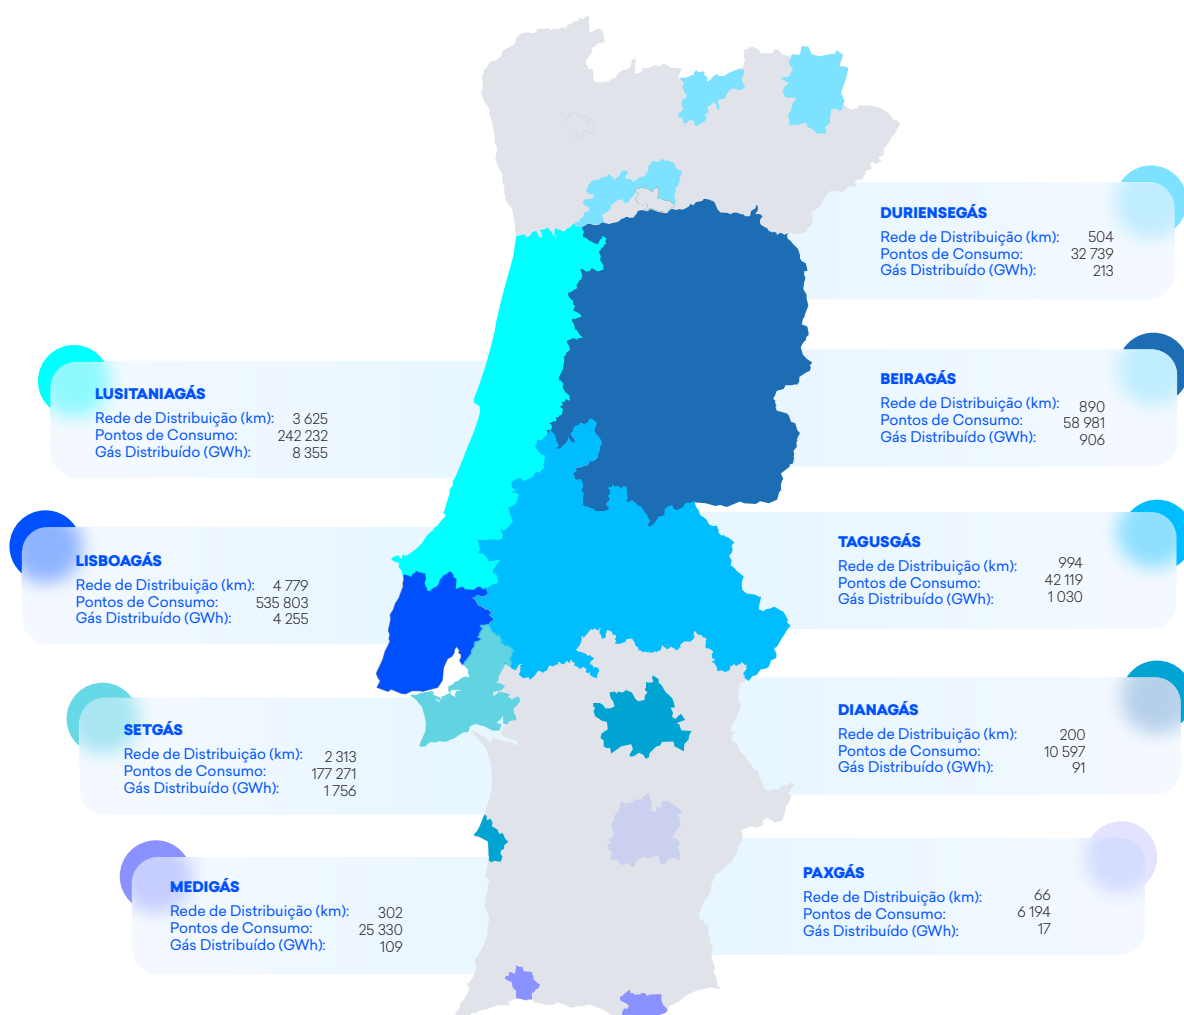 DURIENSEGÁS
Rede de Distribuição (km): 504
Pontos de Consumo: 32 739
Gás Distribuído (GWh): 213
LUSITANIAGÁS
Rede de Distribuição (km): 3 625
Pontos de Consumo: 242 232
Gás Distribuído (GWh): 8 355
BEIRAGÁS
Rede de Distribuição (km): 890
Pontos de Consumo: 58 981
Gás Distribuído (GWh): 906
LISBOAGÁS
Rede de Distribuição (km): 4 779
Pontos de Consumo: 535 803
Gás Distribuído (GWh): 4 255
TAGUSGÁS
Rede de Distribuição (km): 994
Pontos de Consumo: 42 119
Gás Distribuído (GWh): 1 030
SETGÁS
Rede de Distribuição (km): 2 313
Pontos de Consumo: 177 271
Gás Distribuído (GWh): 1 756
DIANAGÁS
Rede de Distribuição (km): 200
Pontos de Consumo: 10 597
Gás Distribuído (GWh): 91
MEDIGÁS
Rede de Distribuição (km): 302
Pontos de Consumo: 25 330
Gás Distribuído (GWh): 109
PAXGÁS
Rede de Distribuição (km): 66
Pontos de Consumo: 6 194
Gás Distribuído (GWh): 17